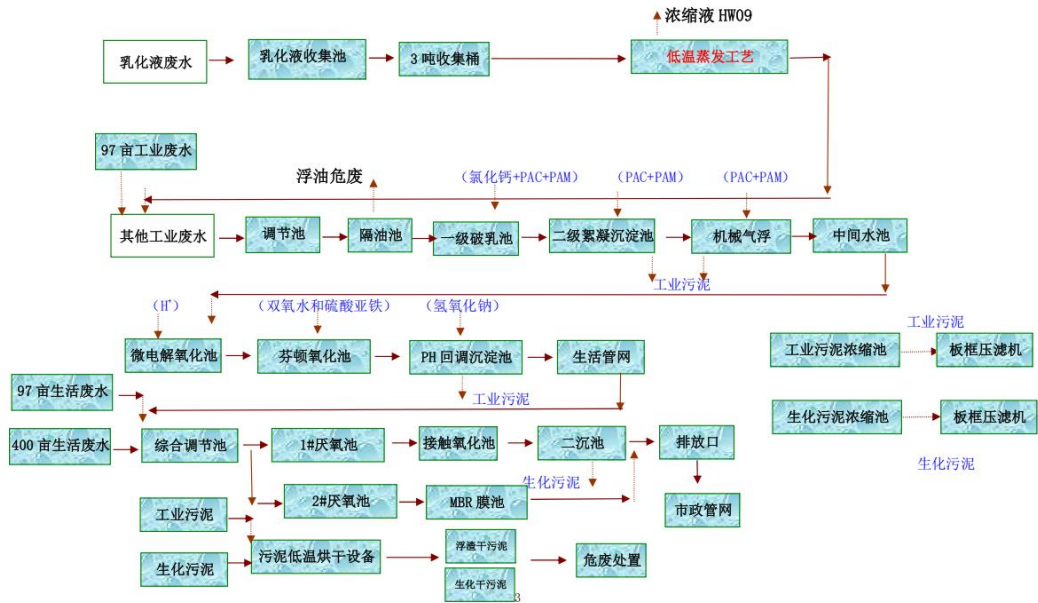 浓缩液 HW09
乳化液废水
乳化液收集池
3 吨收集桶
低温蒸发工艺
97 亩工业废水
浮油危废
（氯化钙+PAC+PAM）
（PAC+PAM）
（PAC+PAM）
其他工业废水
调节池
隔油池
一级破乳池
二级絮凝沉淀池
机械气浮
中间水池
工业污泥
（H⁺）
（双氧水和硫酸亚铁）
（氢氧化钠）
工业污泥
微电解氧化池
芬顿氧化池
PH 回调沉淀池
生活管网
工业污泥浓缩池
板框压滤机
97 亩生活废水
工业污泥
生化污泥浓缩池
板框压滤机
400 亩生活废水
综合调节池
1#厌氧池
接触氧化池
二沉池
排放口
生化污泥
生化污泥
2#厌氧池
MBR 膜池
市政管网
工业污泥
污泥低温烘干设备
浮渣干污泥
危废处置
生化污泥
生化干污泥
3